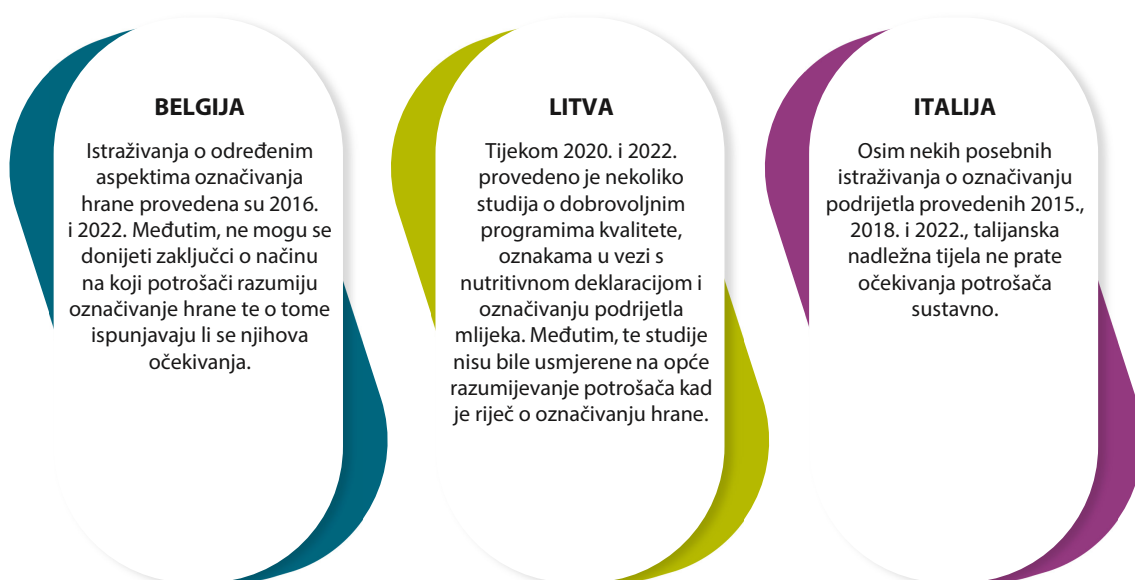 BELGIJA
Istraživanja o određenim
aspektima označivanja
hrane provedena su 2016.
i 2022. Međutim, ne mogu se
donijeti zaključci o načinu
na koji potrošači razumiju
označivanje hrane te o tome
ispunjavaju li se njihova
očekivanja.
LITVA
Tijekom 2020. i 2022.
provedeno je nekoliko
studija o dobrovoljnim
programima kvalitete,
oznakama u vezi s
nutritivnom deklaracijom i
označivanju podrijetla
mlijeka. Međutim, te studije
nisu bile usmjerene na opće
razumijevanje potrošača kad
je riječ o označivanju hrane.
ITALIJA
Osim nekih posebnih
istraživanja o označivanju
podrijetla provedenih 2015.,
2018. i 2022., talijanska
nadležna tijela ne prate
očekivanja potrošača
sustavno.